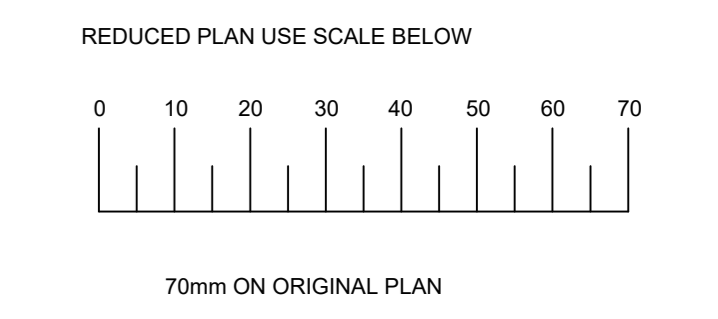 REDUCED PLAN USE SCALE BELOW
0 10 20 30 40 50 60 70
70mm ON ORIGINAL PLAN